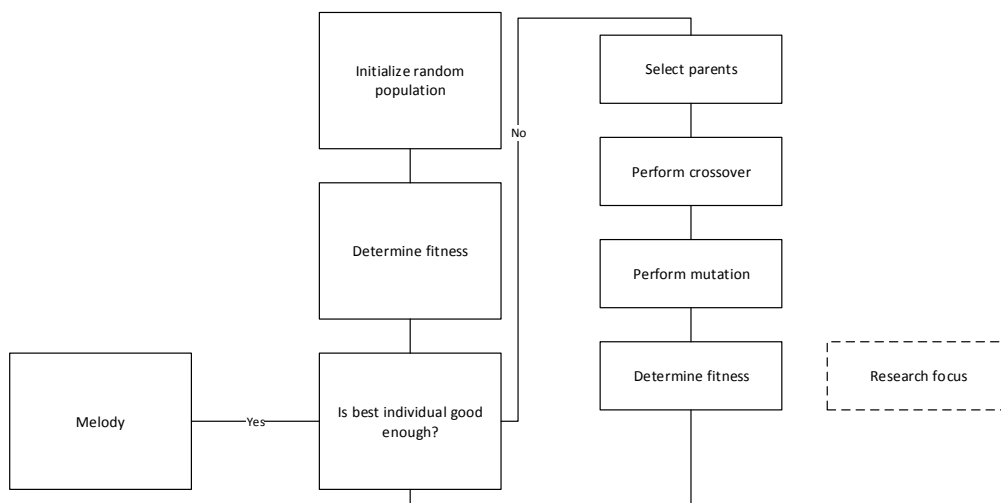 Initialize random
population
Determine fitness
Is best individual good
enough?
Yes
Melody
No
Select parents
Perform crossover
Perform mutation
Determine fitness
Research focus